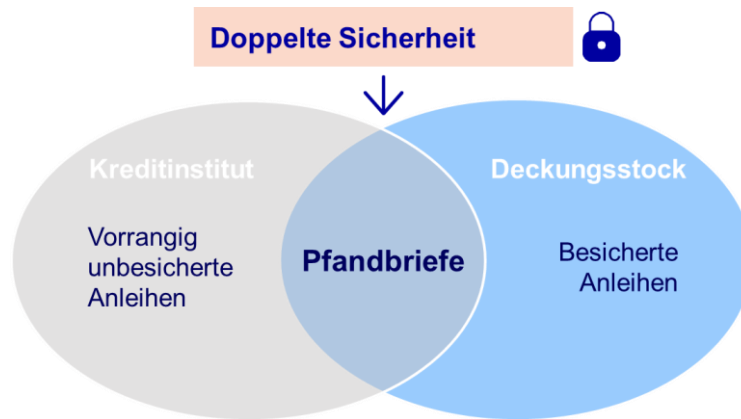 Doppelte Sicherheit
Kreditinstitut
Vorrangig
unbesicherte
Anleihen
Pfandbriefe
Deckungsstock
Besicherte
Anleihen